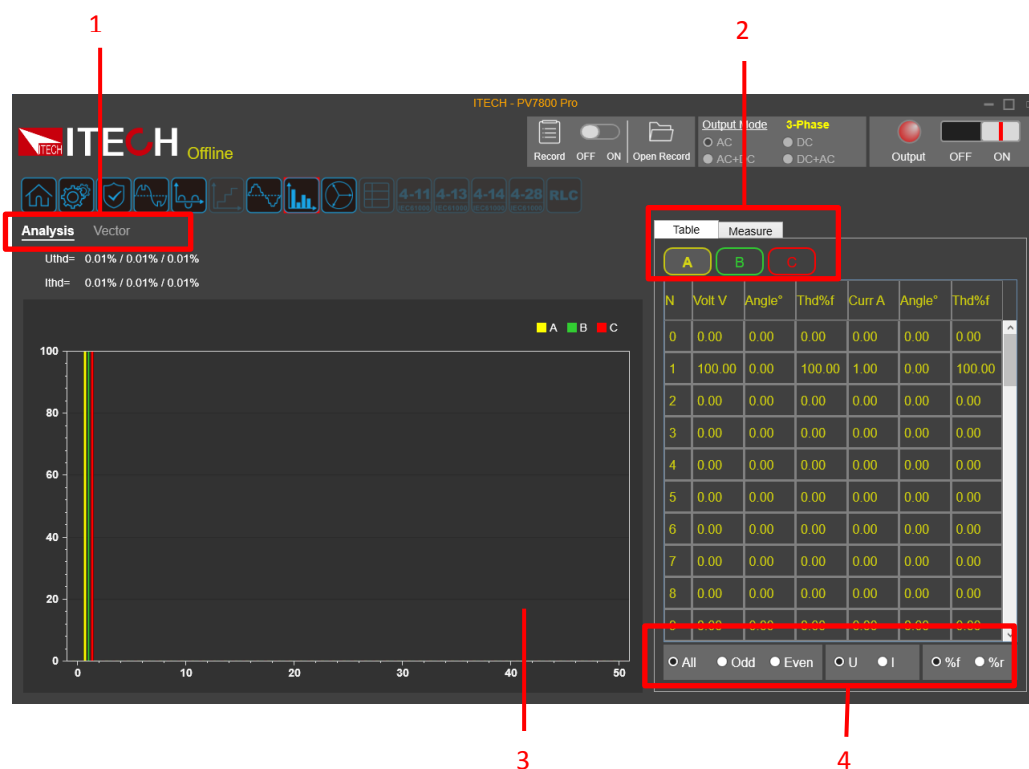 1
2
ITECH - PV7800 Pro
ITECH ITECH Offline
Record OFF ON Open Record
Output Mode 3-Phase
AC DC
AC+DC DC+AC
Output OFF ON
4-11 4-13 4-14 4-28 RLC
Analysis Vector
Uthd= 0.01% / 0.01% / 0.01%
Ithd= 0.01% / 0.01% / 0.01%
A B C
100
80
60
40
20
0
0 10 20 30 40 50
Table Measure
A B C
N Volt V Angle° Thd%f Curr A Angle° Thd%f
0 0.00 0.00 0.00 0.00 0.00 0.00
1 100.00 0.00 100.00 1.00 0.00 100.00
2 0.00 0.00 0.00 0.00 0.00 0.00
3 0.00 0.00 0.00 0.00 0.00 0.00
4 0.00 0.00 0.00 0.00 0.00 0.00
5 0.00 0.00 0.00 0.00 0.00 0.00
6 0.00 0.00 0.00 0.00 0.00 0.00
7 0.00 0.00 0.00 0.00 0.00 0.00
8 0.00 0.00 0.00 0.00 0.00 0.00
All Odd Even U I %f %r
3
4